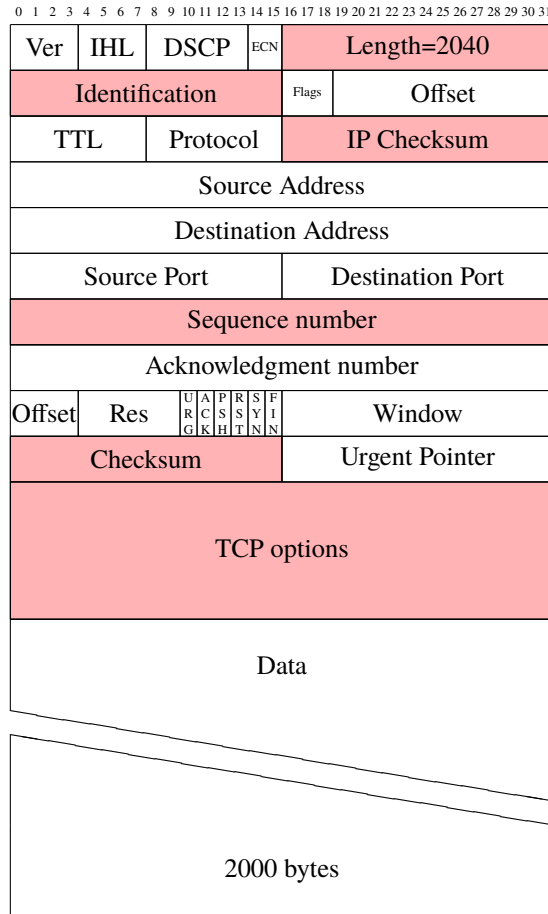 0 1 2 3 4 5 6 7 8 9 10 11 12 13 14 15 16 17 18 19 20 21 22 23 24 25 26 27 28 29 30 31
Ver IHL DSCP ECN Length=2040
Identification Flags Offset
TTL Protocol IP Checksum
Source Address
Destination Address
Source Port Destination Port
Sequence number
Acknowledgment number
Offset Res URG ACK PSH RST SYN FIN Window
Checksum Urgent Pointer
TCP options
Data
2000 bytes